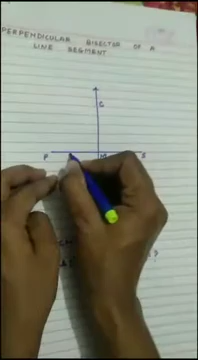 PERPENDICULAR BISECTOR OF A
LINE SEGMENT
C
P
M
S
?